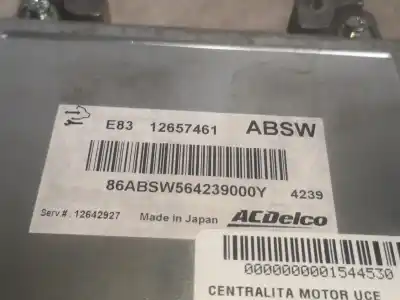 E83 12657461 ABSW
86ABSW564239000Y 4239
Serv.#.: 12642927 Made in Japan ACDelco
0000000001544530
CENTRALITA MOTOR UCE